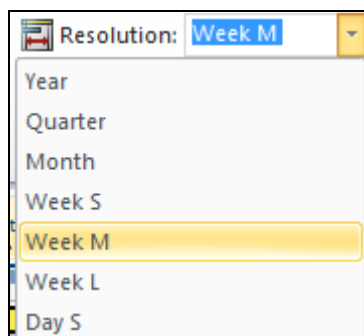 Resolution: Week M
Year
Quarter
Month
Week S
Week M
Week L
Day S